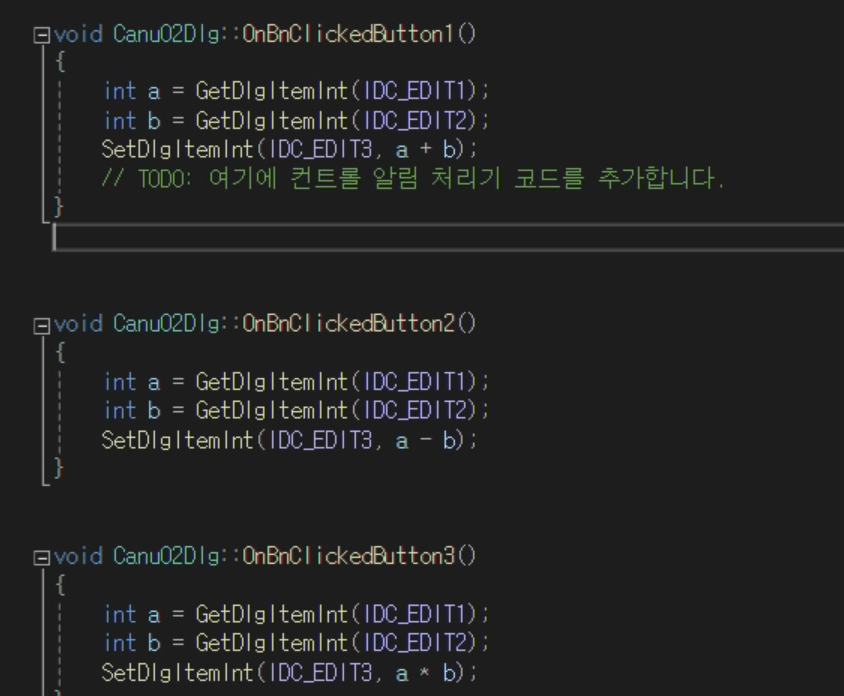 void Canu02Dlg::OnBnClickedButton1()
{
int a = GetDlgItemInt(IDC_EDIT1);
int b = GetDlgItemInt(IDC_EDIT2);
SetDlgItemInt(IDC_EDIT3, a + b);
// TODO: 여기에 컨트롤 알림 처리기 코드를 추가합니다.
}
void Canu02Dlg::OnBnClickedButton2()
{
int a = GetDlgItemInt(IDC_EDIT1);
int b = GetDlgItemInt(IDC_EDIT2);
SetDlgItemInt(IDC_EDIT3, a - b);
}
void Canu02Dlg::OnBnClickedButton3()
{
int a = GetDlgItemInt(IDC_EDIT1);
int b = GetDlgItemInt(IDC_EDIT2);
SetDlgItemInt(IDC_EDIT3, a * b);
}